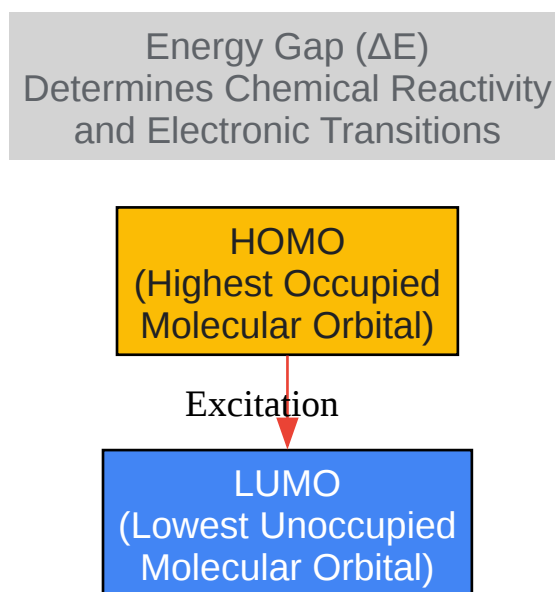 Energy Gap (ΔE)
Determines Chemical Reactivity
and Electronic Transitions
HOMO
(Highest Occupied
Molecular Orbital)
Excitation
LUMO
(Lowest Unoccupied
Molecular Orbital)